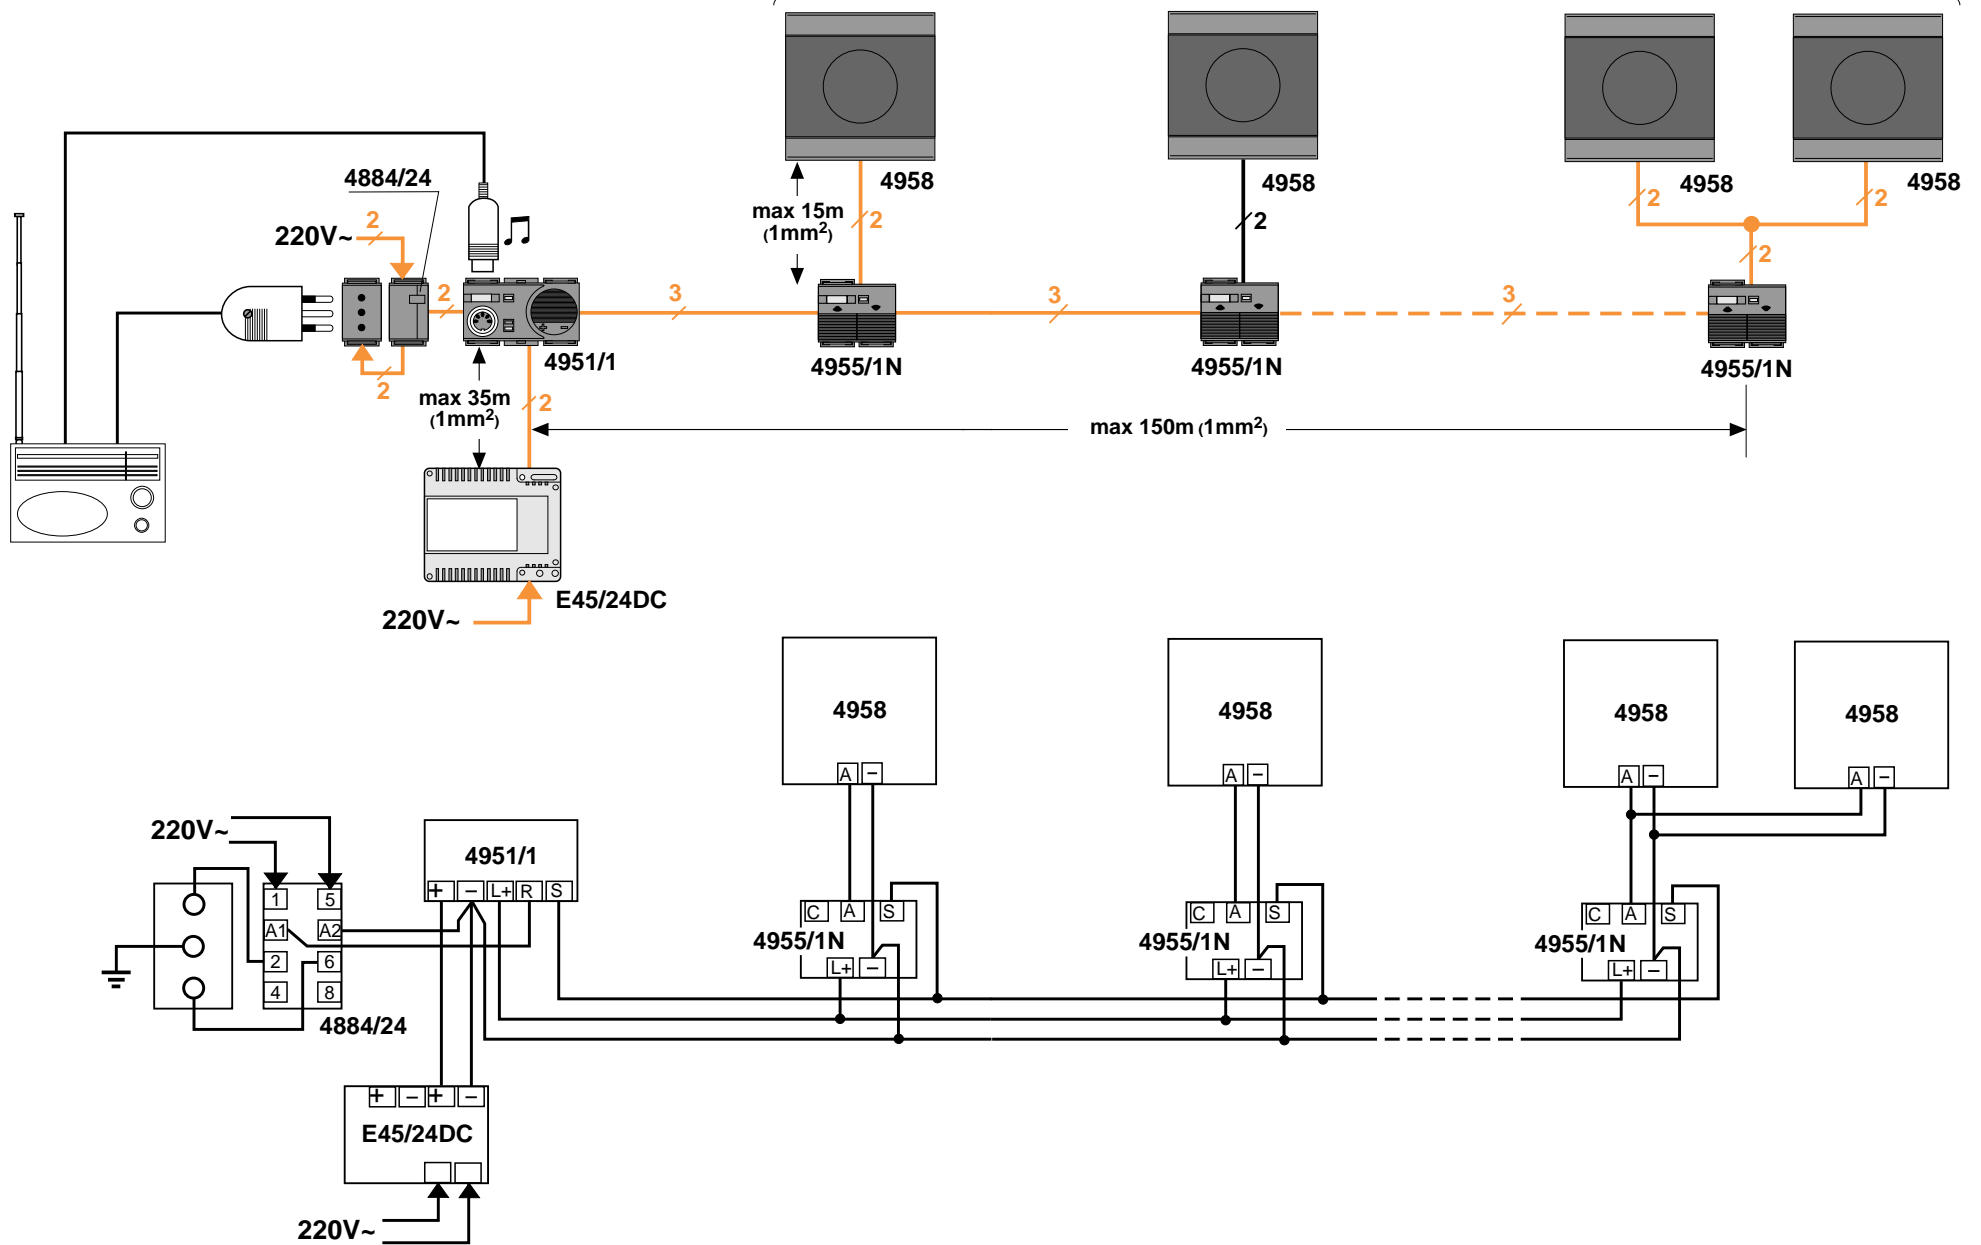 4958
4958
4958
4958
4884/24
220V~
2
2
2
max 15m
(1mm²)
2
2
2
2
2
3
3
3
4951/1
4955/1N
4955/1N
4955/1N
max 35m
(1mm²)
2
max 150m (1mm²)
E45/24DC
220V~
4958
A −
4958
A −
4958
A −
4958
A −
220V~
4951/1
+ − L+ R S
1 5
A1 A2
2 6
4 8
4884/24
C A S
4955/1N
L+ −
C A S
4955/1N
L+ −
C A S
4955/1N
L+ −
+ − + −
E45/24DC
220V~